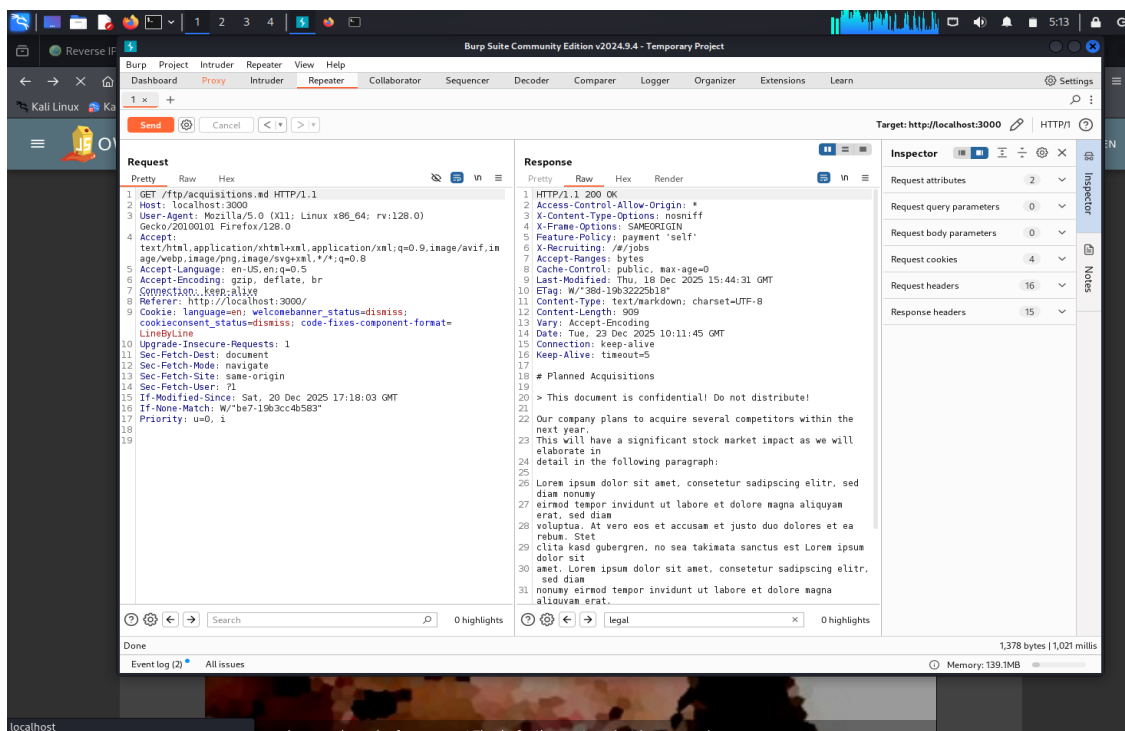 1 2 3 4 5:13
Reverse IP
Burp Suite Community Edition v2024.9.4 - Temporary Project
Burp Project Intruder Repeater View Help
Dashboard Proxy Intruder Repeater Collaborator Sequencer Decoder Comparer Logger Organizer Extensions Learn Settings
Kali Linux
1 × +
Send Cancel Target: http://localhost:3000 HTTP/1
EN
Request
Pretty Raw Hex
1 GET /ftp/acquisitions.md HTTP/1.1
2 Host: localhost:3000
3 User-Agent: Mozilla/5.0 (X11; Linux x86_64; rv:128.0)
Gecko/20100101 Firefox/128.0
4 Accept:
text/html,application/xhtml+xml,application/xml;q=0.9,image/avif,im
age/webp,image/png,image/svg+xml,*/*;q=0.8
5 Accept-Language: en-US,en;q=0.5
6 Accept-Encoding: gzip, deflate, br
7 Connection: keep-alive
8 Referer: http://localhost:3000/
9 Cookie: language=en; welcomebanner_status=dismiss;
cookieconsent_status=dismiss; code-fixes-component-format=
LineByLine
10 Upgrade-Insecure-Requests: 1
11 Sec-Fetch-Dest: document
12 Sec-Fetch-Mode: navigate
13 Sec-Fetch-Site: same-origin
14 Sec-Fetch-User: ?1
15 If-Modified-Since: Sat, 20 Dec 2025 17:18:03 GMT
16 If-None-Match: W/"be7-19b3cc4b583"
17 Priority: u=0, i
18
19
Search 0 highlights
Response
Pretty Raw Hex Render
1 HTTP/1.1 200 OK
2 Access-Control-Allow-Origin: *
3 X-Content-Type-Options: nosniff
4 X-Frame-Options: SAMEORIGIN
5 Feature-Policy: payment 'self'
6 X-Recruiting: /#/jobs
7 Accept-Ranges: bytes
8 Cache-Control: public, max-age=0
9 Last-Modified: Thu, 18 Dec 2025 15:44:31 GMT
10 ETag: W/"38d-19b32225b18"
11 Content-Type: text/markdown; charset=UTF-8
12 Content-Length: 909
13 Vary: Accept-Encoding
14 Date: Tue, 23 Dec 2025 10:11:45 GMT
15 Connection: keep-alive
16 Keep-Alive: timeout=5
17
18 # Planned Acquisitions
19
20 > This document is confidential! Do not distribute!
21
22 Our company plans to acquire several competitors within the
next year.
23 This will have a significant stock market impact as we will
elaborate in
24 detail in the following paragraph:
25
26 Lorem ipsum dolor sit amet, consetetur sadipscing elitr, sed
diam nonumy
27 eirmod tempor invidunt ut labore et dolore magna aliquyam
erat, sed diam
28 voluptua. At vero eos et accusam et justo duo dolores et ea
rebum. Stet
29 clita kasd gubergren, no sea takimata sanctus est Lorem ipsum
dolor sit
30 amet. Lorem ipsum dolor sit amet, consetetur sadipscing elitr,
sed diam
31 nonumy eirmod tempor invidunt ut labore et dolore magna
aliquyam erat.
legal 0 highlights
Inspector
Request attributes 2
Request query parameters 0
Request body parameters 0
Request cookies 4
Request headers 16
Response headers 15
Inspector
Notes
Done 1,378 bytes | 1,021 millis
Event log (2) All issues Memory: 139.1MB
localhost